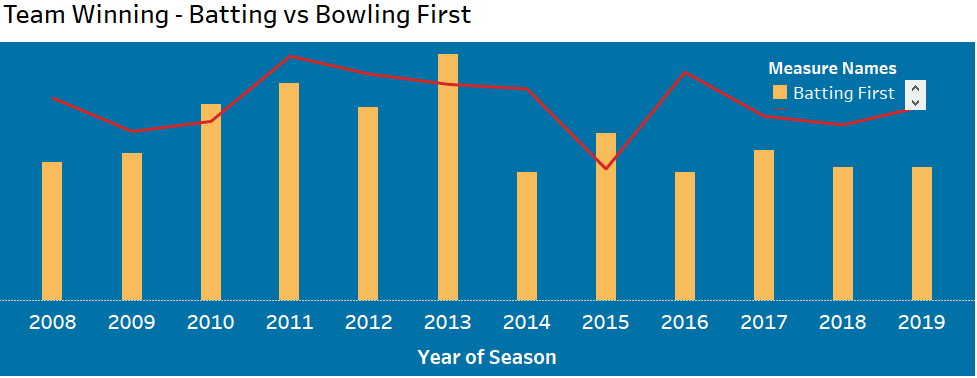 Team Winning - Batting vs Bowling First
Measure Names
Batting First
2008 2009 2010 2011 2012 2013 2014 2015 2016 2017 2018 2019
Year of Season